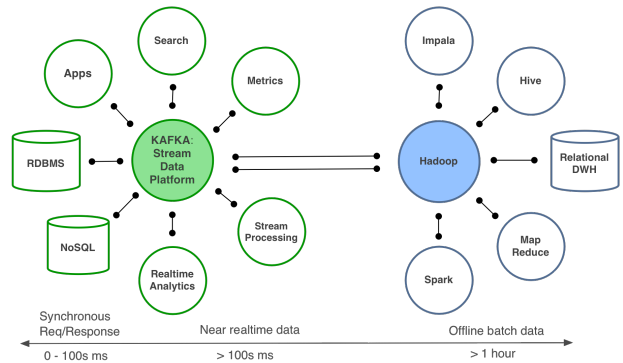 Search
Impala
Apps
Metrics
Hive
KAFKA:
Stream
Data
Platform
RDBMS
Hadoop
Relational
DWH
NoSQL
Stream
Processing
Map
Reduce
Realtime
Analytics
Spark
Synchronous
Req/Response
Near realtime data
Offline batch data
0 - 100s ms
> 100s ms
> 1 hour